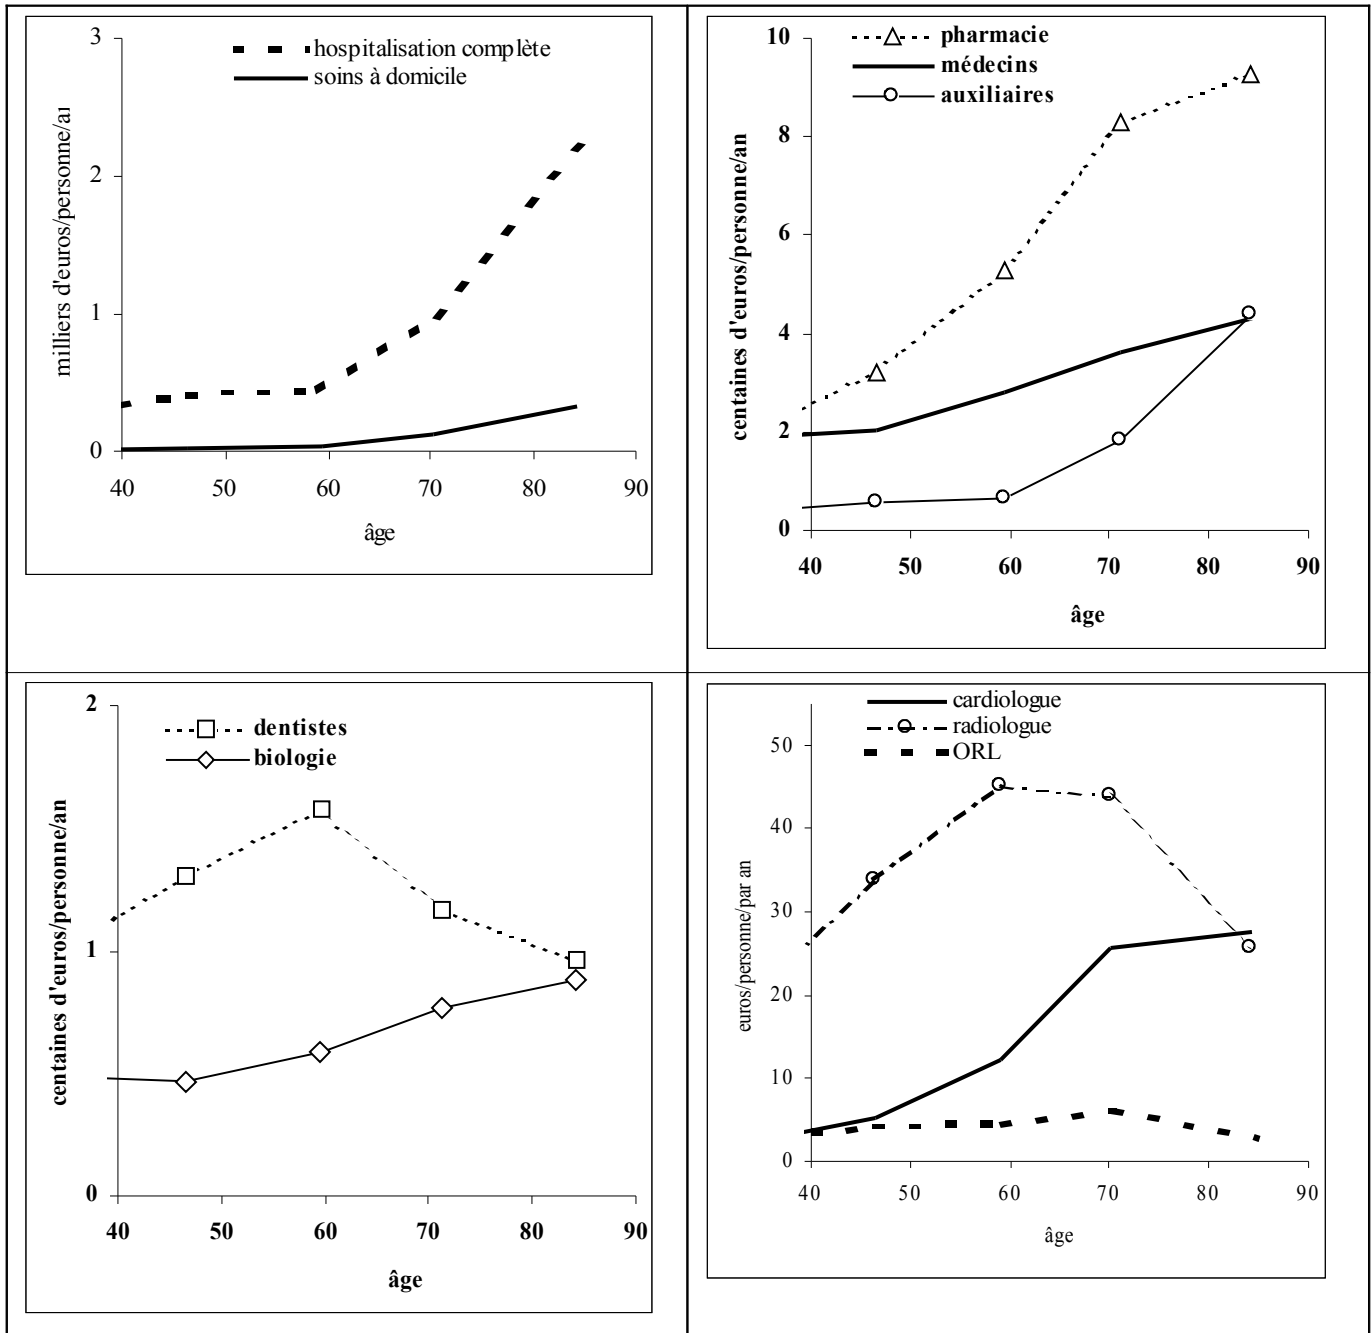 3
hospitalisation complète
soins à domicile
milliers d'euros/personne/a
2
1
0
40 50 60 70 80 90
âge
10
pharmacie
médecins
auxiliaires
centaines d'euros/personne/an
8
6
4
2
0
40 50 60 70 80 90
âge
2
dentistes
biologie
centaines d'euros/personne/an
1
0
40 50 60 70 80 90
âge
cardiologue
radiologue
ORL
50
euros/personne/par an
40
30
20
10
0
40 50 60 70 80 90
âge